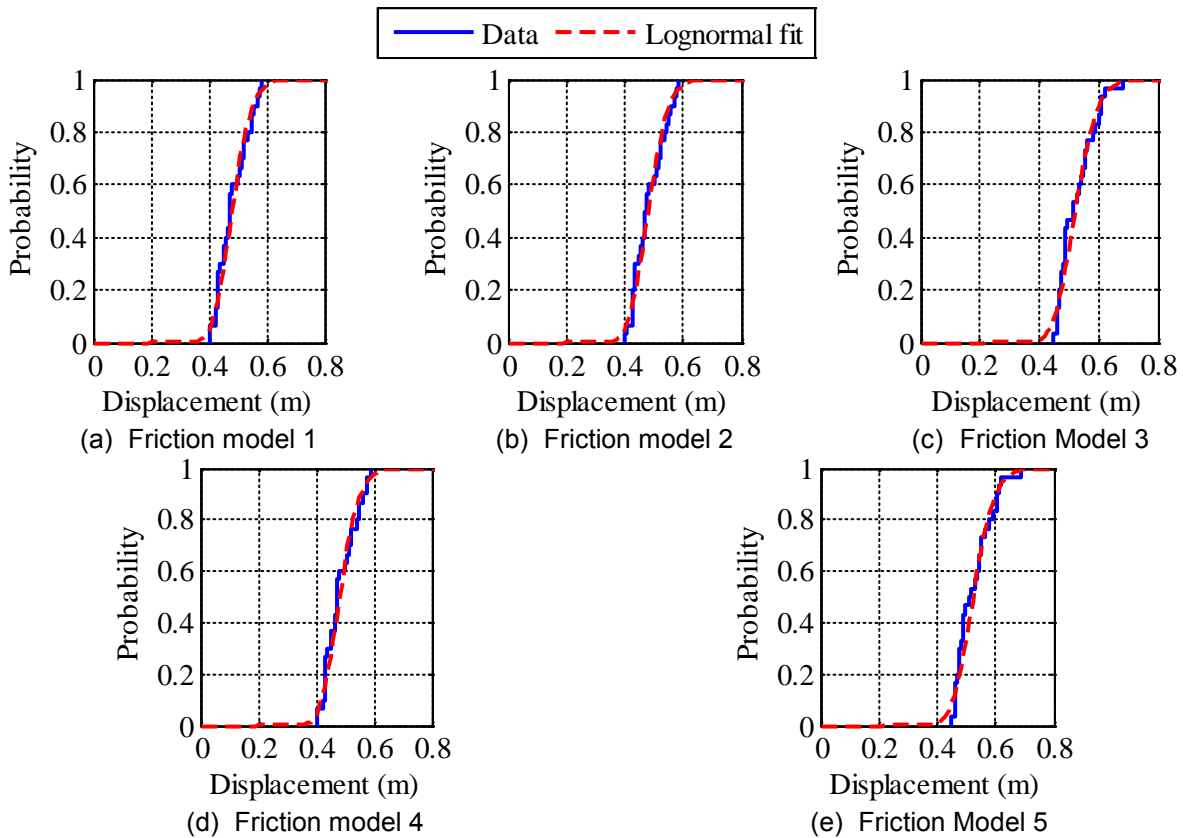 Data Lognormal fit
1
0.8
0.6
0.4
0.2
0
Probability
0 0.2 0.4 0.6 0.8
Displacement (m)
(a) Friction model 1
1
0.8
0.6
0.4
0.2
0
Probability
0 0.2 0.4 0.6 0.8
Displacement (m)
(b) Friction model 2
1
0.8
0.6
0.4
0.2
0
Probability
0 0.2 0.4 0.6 0.8
Displacement (m)
(c) Friction Model 3
1
0.8
0.6
0.4
0.2
0
Probability
0 0.2 0.4 0.6 0.8
Displacement (m)
(d) Friction model 4
1
0.8
0.6
0.4
0.2
0
Probability
0 0.2 0.4 0.6 0.8
Displacement (m)
(e) Friction Model 5